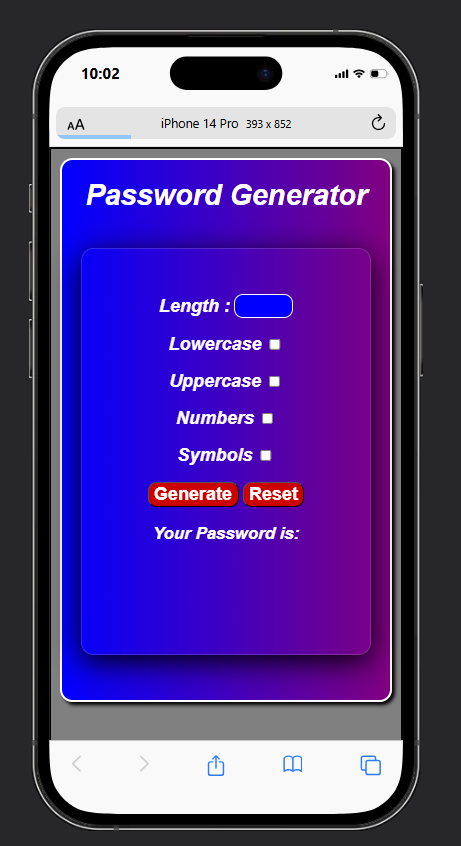 10:02
AA iPhone 14 Pro 393 x 852
Password Generator
Length :
Lowercase
Uppercase
Numbers
Symbols
Generate Reset
Your Password is: